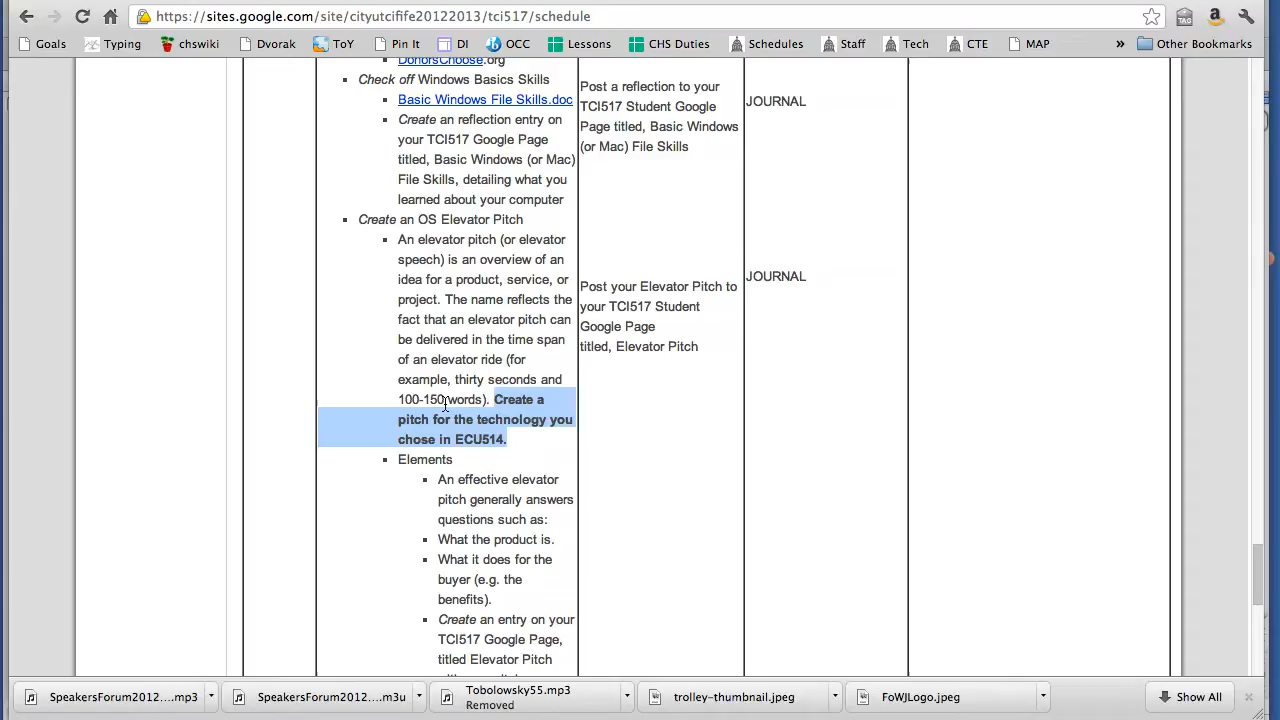 https://sites.google.com/site/cityutcifife20122013/tci517/schedule
Goals Typing chswiki Dvorak ToY Pin It DI OCC Lessons CHS Duties Schedules Staff Tech CTE MAP » Other Bookmarks
DonorsChoose.org
Check off Windows Basics Skills
Basic Windows File Skills.doc
Create an reflection entry on
your TCI517 Google Page
titled, Basic Windows (or Mac)
File Skills, detailing what you
learned about your computer
Create an OS Elevator Pitch
An elevator pitch (or elevator
speech) is an overview of an
idea for a product, service, or
project. The name reflects the
fact that an elevator pitch can
be delivered in the time span
of an elevator ride (for
example, thirty seconds and
100-150 words). Create a
pitch for the technology you
chose in ECU514.
Elements
An effective elevator
pitch generally answers
questions such as:
What the product is.
What it does for the
buyer (e.g. the
benefits).
Create an entry on your
TCI517 Google Page,
titled Elevator Pitch
Post a reflection to your
TCI517 Student Google
Page titled, Basic Windows
(or Mac) File Skills
Post your Elevator Pitch to
your TCI517 Student
Google Page
titled, Elevator Pitch
JOURNAL
JOURNAL
SpeakersForum2012....mp3 SpeakersForum2012....m3u Tobolowsky55.mp3 trolley-thumbnail.jpeg FoWJLogo.jpeg Show All
Removed